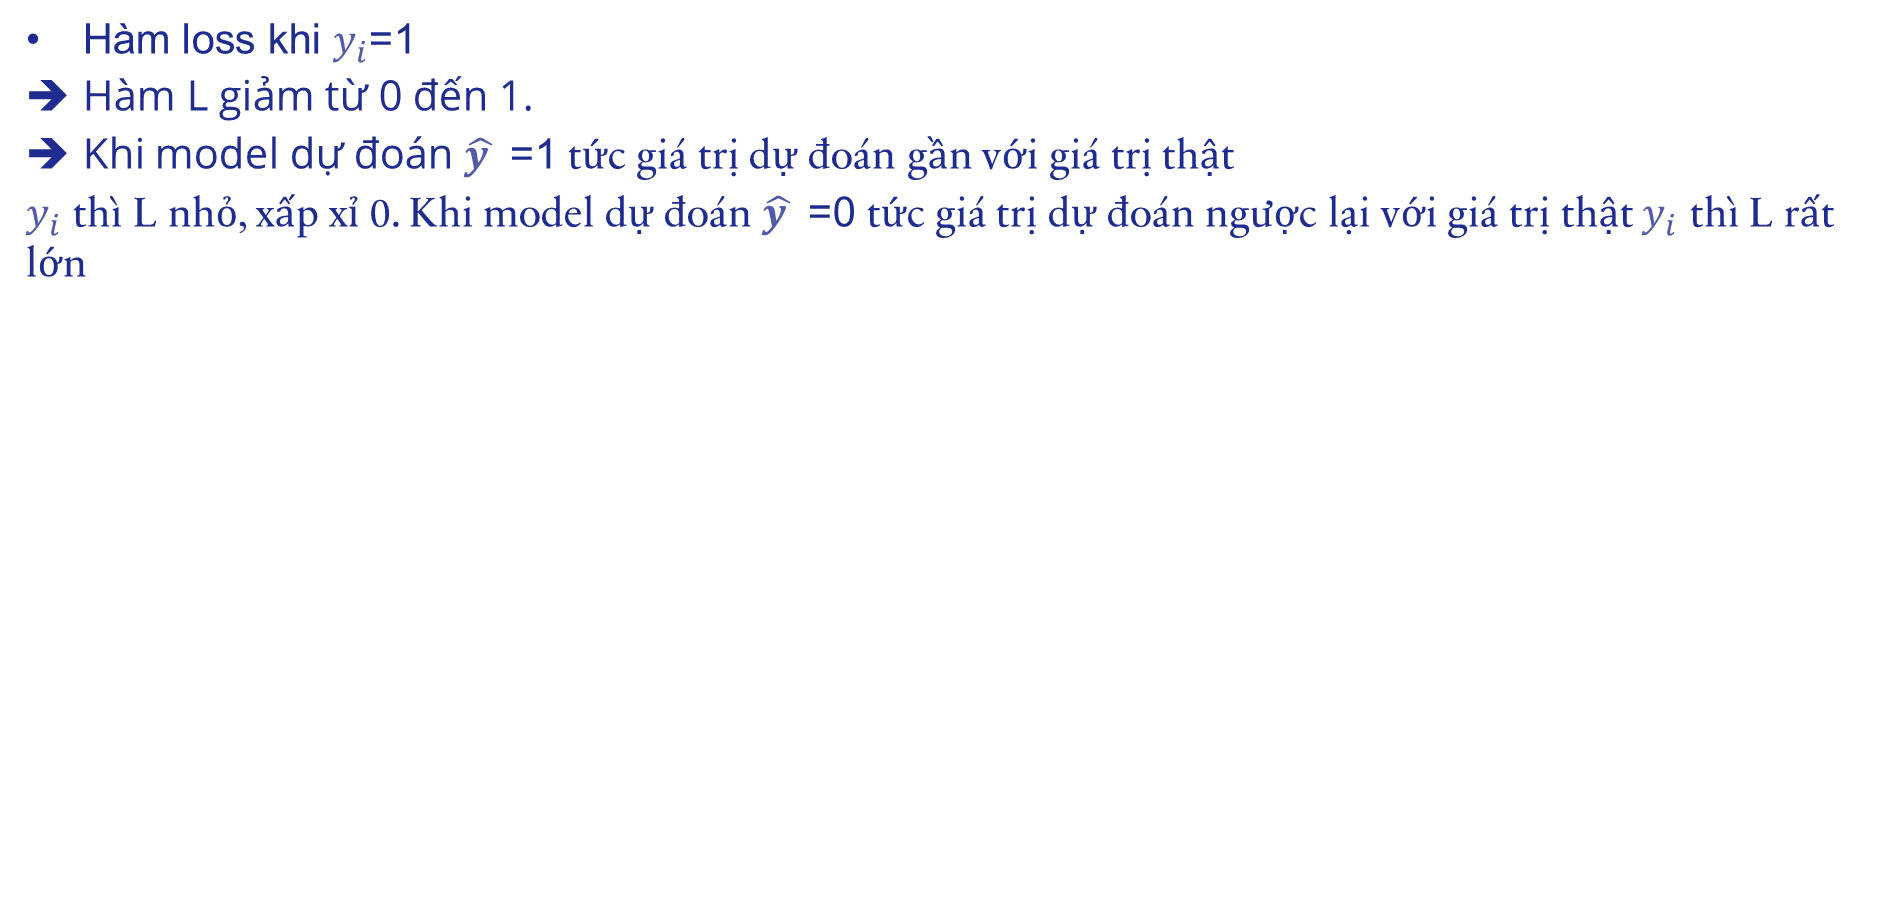 • Hàm loss khi yᵢ=1
➔ Hàm L giảm từ 0 đến 1.
➔ Khi model dự đoán ŷ =1 tức giá trị dự đoán gần với giá trị thật
yᵢ thì L nhỏ, xấp xỉ 0. Khi model dự đoán ŷ =0 tức giá trị dự đoán ngược lại với giá trị thật yᵢ thì L rất
lớn